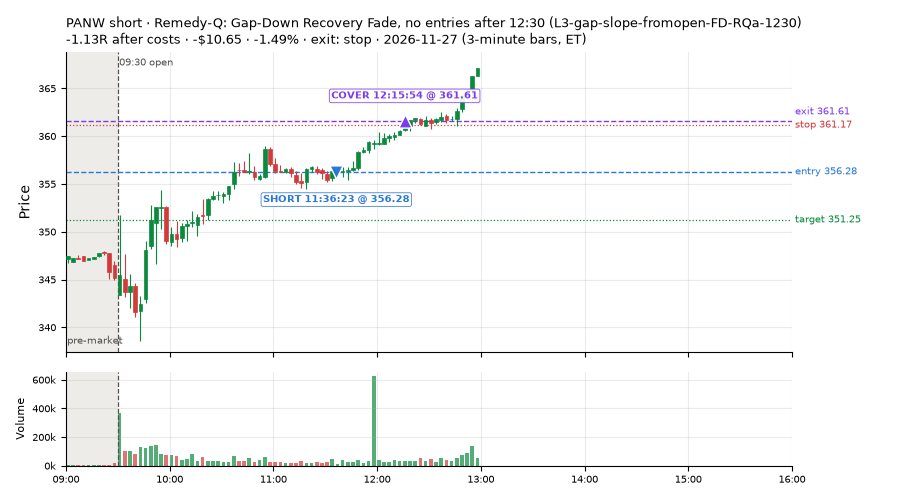 PANW short · Remedy-Q: Gap-Down Recovery Fade, no entries after 12:30 (L3-gap-slope-fromopen-FD-RQa-1230)
-1.13R after costs · -$10.65 · -1.49% · exit: stop · 2026-11-27 (3-minute bars, ET)
09:30 open
COVER 12:15:54 @ 361.61
SHORT 11:36:23 @ 356.28
exit 361.61
stop 361.17
entry 356.28
target 351.25
pre-market
Price
365
360
355
350
345
340
Volume
600k
400k
200k
0k
09:00
10:00
11:00
12:00
13:00
14:00
15:00
16:00